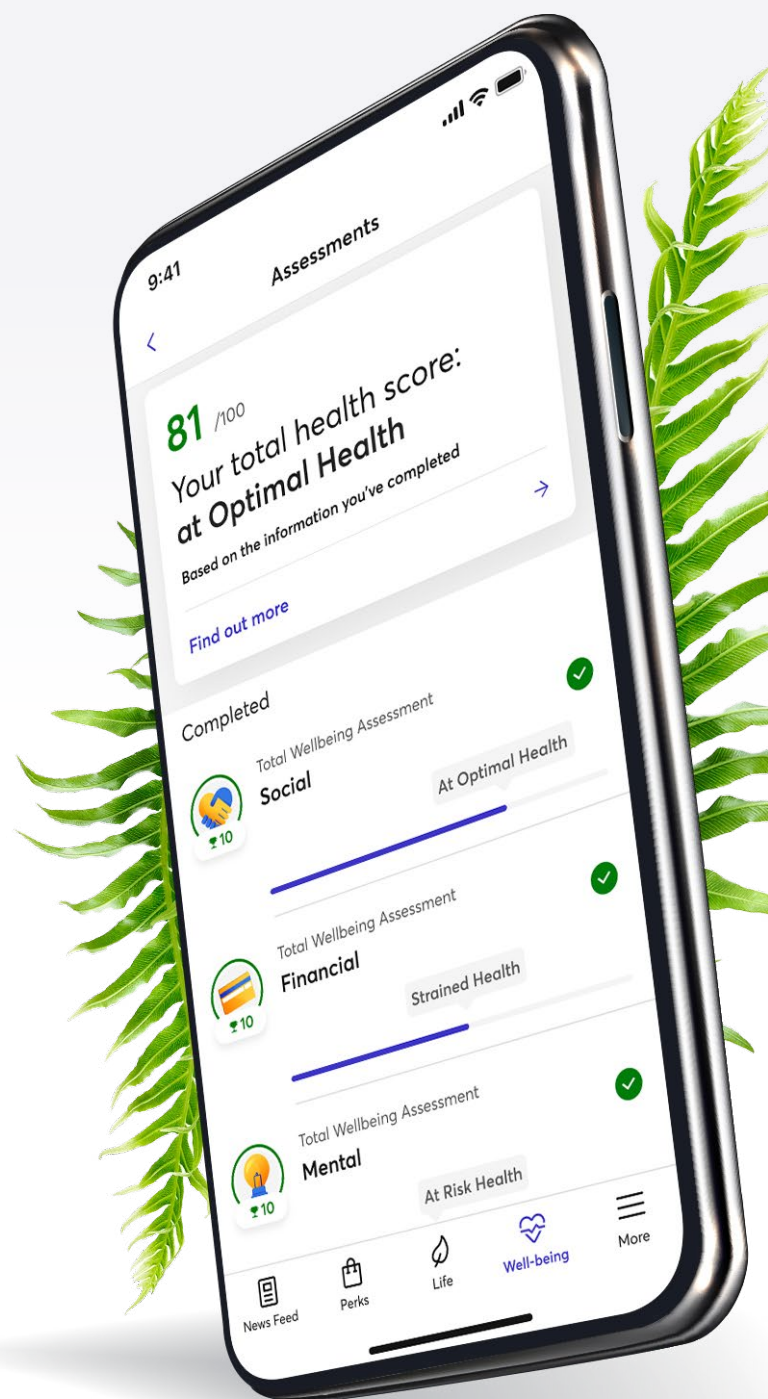 9:41
Assessments
81 /100
Your total health score:
at Optimal Health
Based on the information you've completed
Find out more
Completed
Total Wellbeing Assessment
Social
At Optimal Health
10
Total Wellbeing Assessment
Financial
Strained Health
10
Total Wellbeing Assessment
Mental
At Risk Health
10
News Feed
Perks
Life
Well-being
More